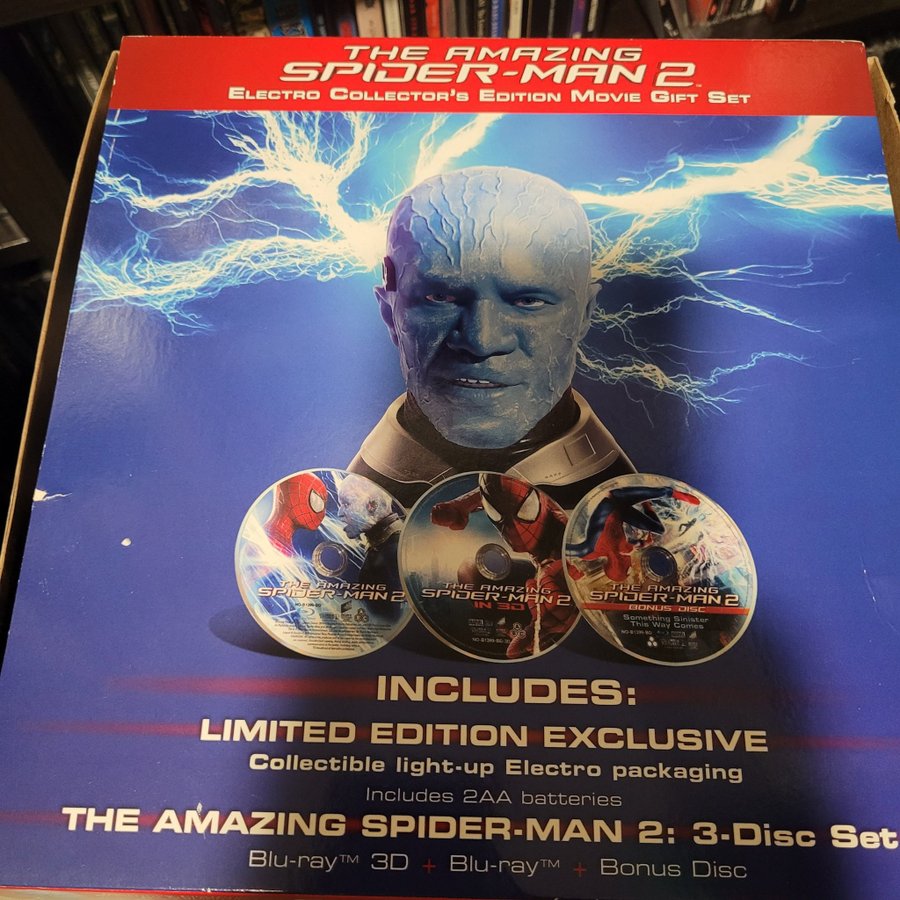 THE AMAZING
SPIDER-MAN 2™
ELECTRO COLLECTOR'S EDITION MOVIE GIFT SET
THE AMAZING
SPIDER-MAN 2
THE AMAZING
SPIDER-MAN 2
IN 3D
THE AMAZING
SPIDER-MAN 2
BONUS DISC
Something Sinister
This Way Comes
INCLUDES:
LIMITED EDITION EXCLUSIVE
Collectible light-up Electro packaging
Includes 2AA batteries
THE AMAZING SPIDER-MAN 2: 3-Disc Set
Blu-ray™ 3D + Blu-ray™ + Bonus Disc